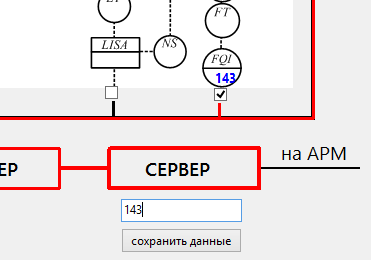 FT
LISA
NS
FQI
143
ЕР
СЕРВЕР
на АРМ
143
сохранить данные